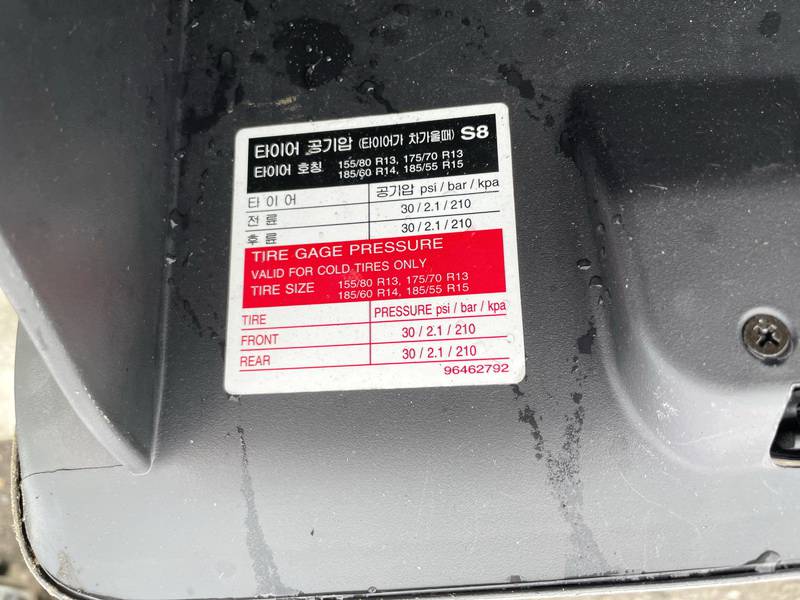 타이어 공기압 (타이어가 차가울때) S8
타이어 호칭 155/80 R13, 175/70 R13
185/60 R14, 185/55 R15
타 이 어 공기압 psi / bar / kpa
전 륜 30 / 2.1 / 210
후 륜 30 / 2.1 / 210
TIRE GAGE PRESSURE
VALID FOR COLD TIRES ONLY
TIRE SIZE 155/80 R13, 175/70 R13
185/60 R14, 185/55 R15
TIRE PRESSURE psi / bar / kpa
FRONT 30 / 2.1 / 210
REAR 30 / 2.1 / 210
96462792